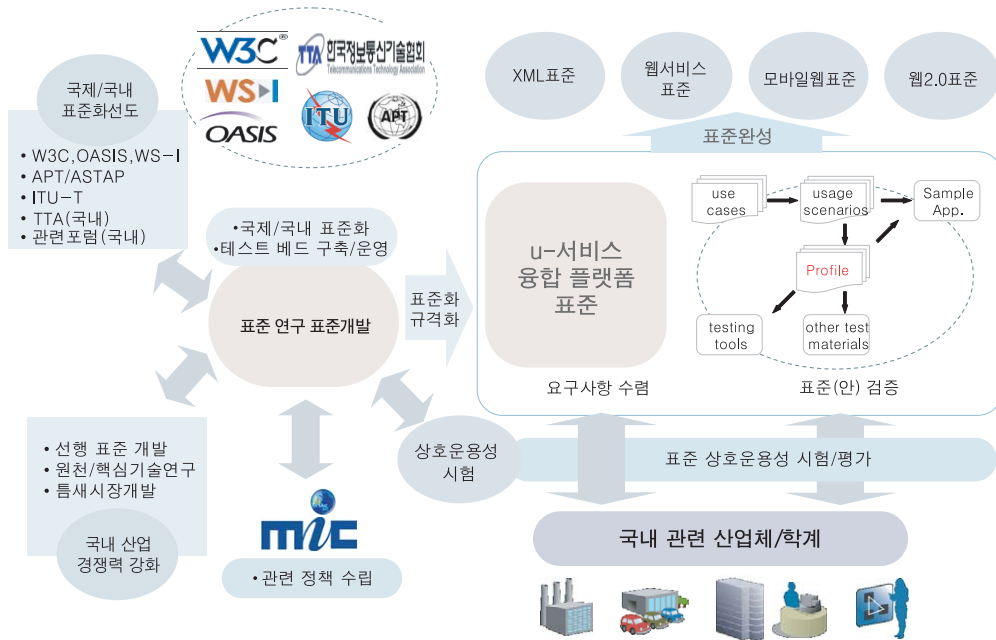 국제/국내
표준화선도
• W3C,OASIS,WS-I
• APT/ASTAP
• ITU-T
• TTA(국내)
• 관련포럼(국내)
W3C®
TTA 한국정보통신기술협회
Telecommunications Technology Association
WS-I
OASIS
ITU
APT
XML표준
웹서비스
표준
모바일웹표준
웹2.0표준
표준완성
•국제/국내 표준화
•테스트 베드 구축/운영
표준 연구 표준개발
표준화
규격화
u-서비스
융합 플랫폼
표준
요구사항 수렴
use
cases
usage
scenarios
Sample
App.
Profile
testing
tools
other test
materials
표준(안) 검증
• 선행 표준 개발
• 원천/핵심기술연구
• 틈새시장개발
국내 산업
경쟁력 강화
mic
• 관련 정책 수립
상호운용성
시험
표준 상호운용성 시험/평가
국내 관련 산업체/학계